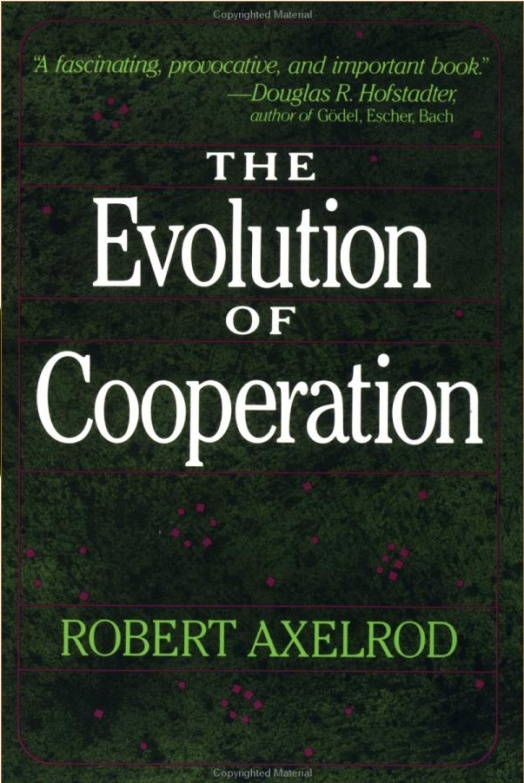 Copyrighted Material
“A fascinating, provocative, and important book.”
—Douglas R. Hofstadter,
author of Gödel, Escher, Bach
THE
Evolution
OF
Cooperation
ROBERT AXELROD
Copyrighted Material